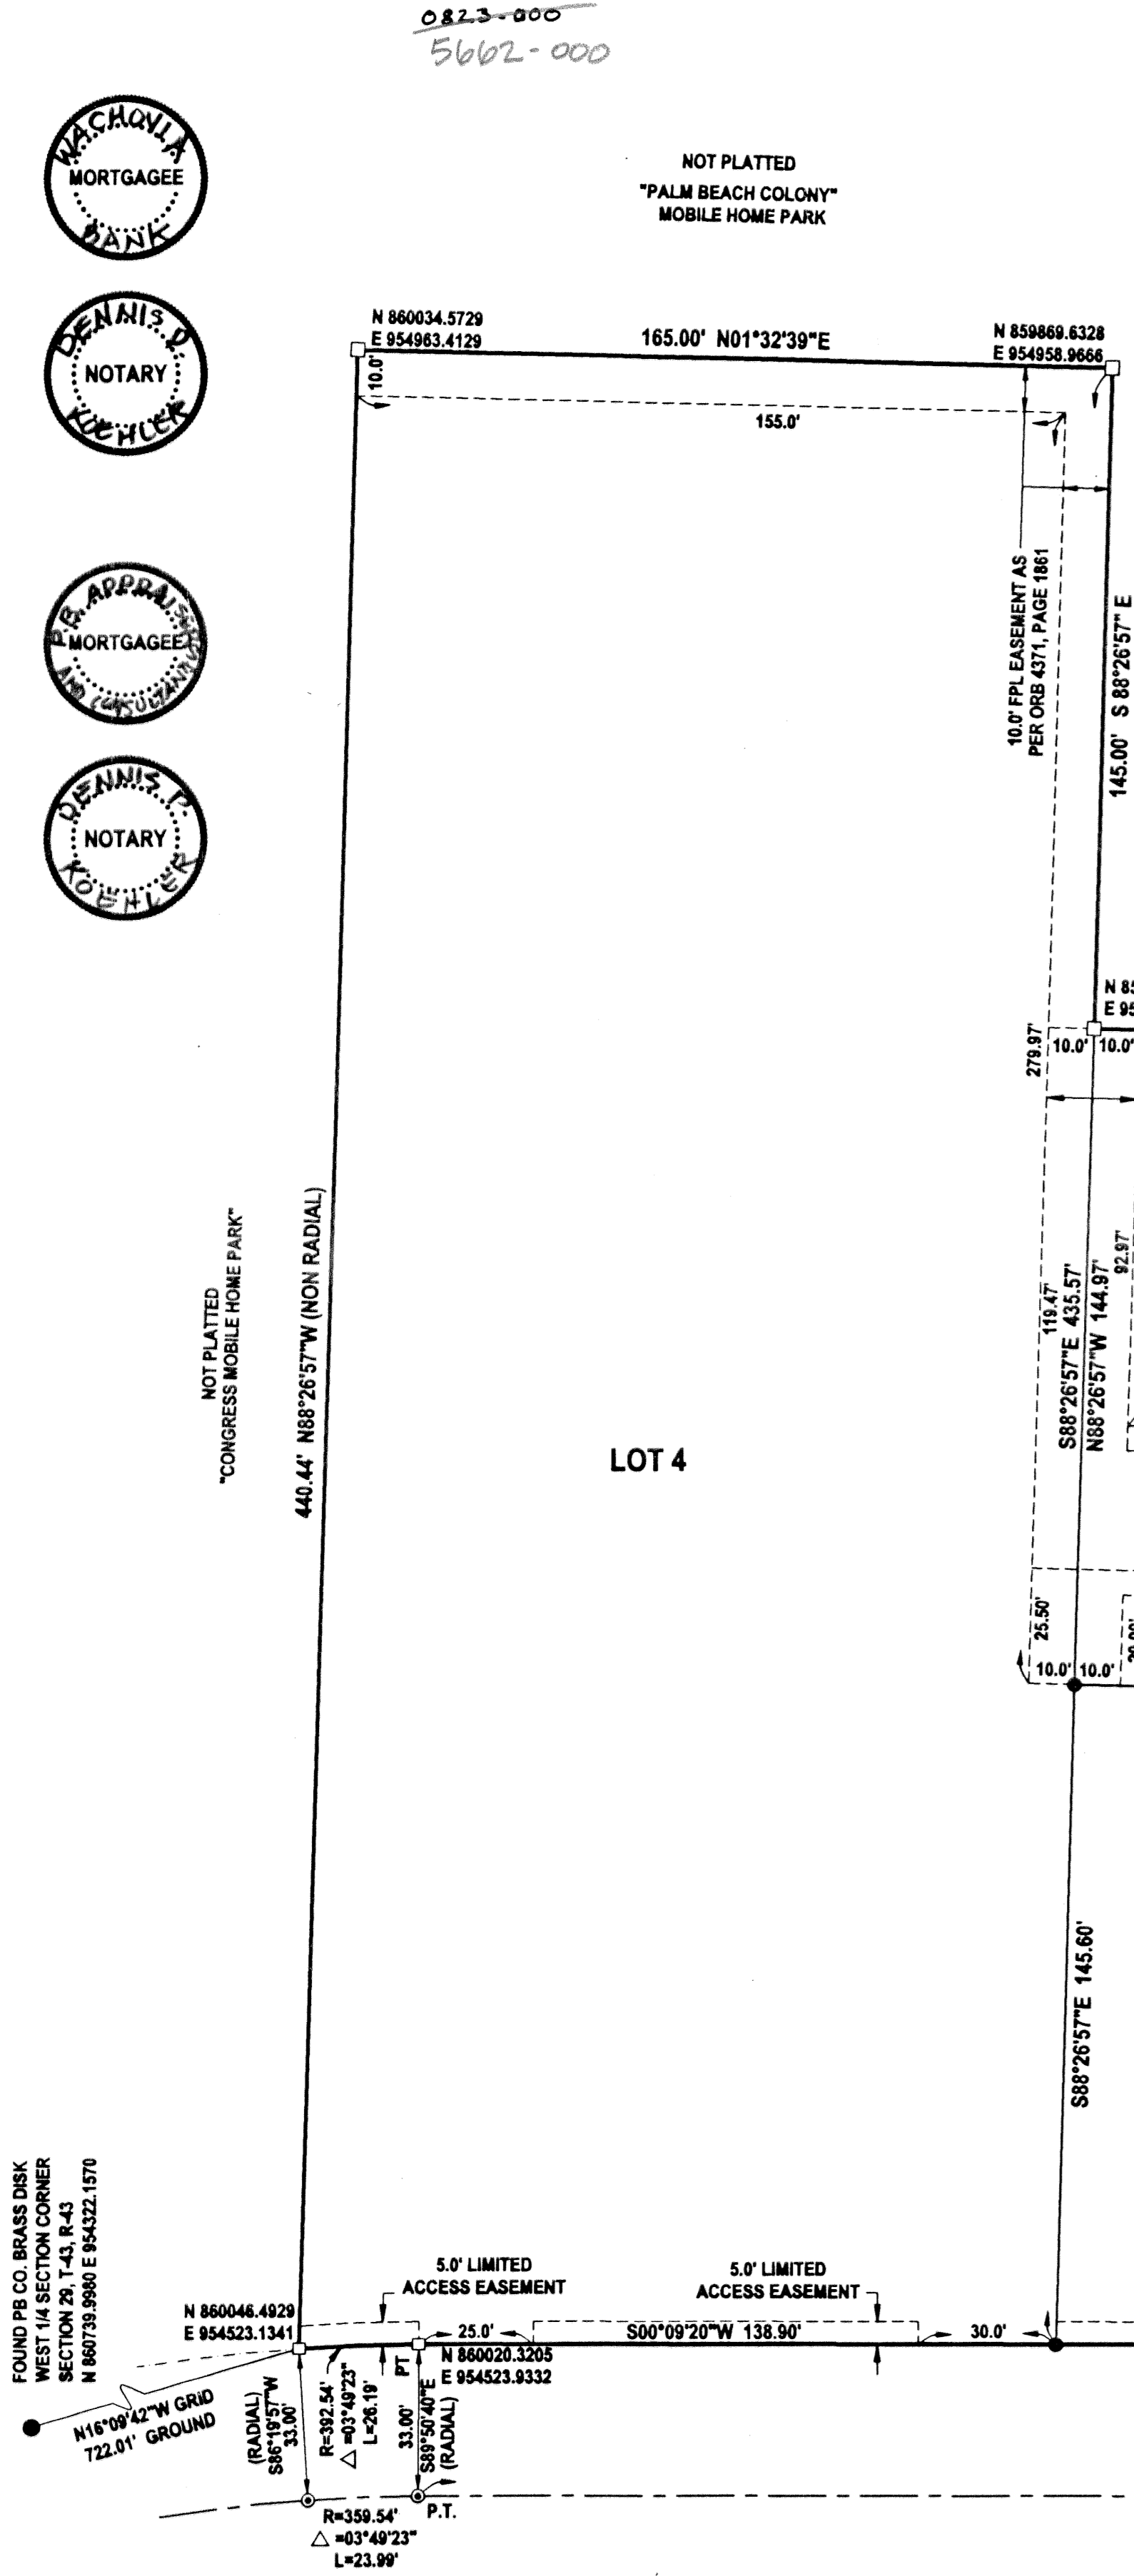 0823-000
5662-000
WACHOVIA
MORTGAGEE
BANK
NOT PLATTED
"PALM BEACH COLONY"
MOBILE HOME PARK
DENNIS P.
NOTARY
KOEHLER
N 860034.5729
E 954963.4129
165.00' N01°32'39"E
N 859869.6328
E 954958.9666
10.0'
155.0'
10.0' FPL EASEMENT AS
PER ORB 4371, PAGE 1861
145.00' S 88°26'57" E
P.B. APPRAISERS
MORTGAGEE
AND CONSULTANTS
DENNIS P.
NOTARY
KOEHLER
N 85
E 95
10.0' 10.0'
279.97'
NOT PLATTED
"CONGRESS MOBILE HOME PARK"
440.44' N88°26'57"W (NON RADIAL)
119.47'
S88°26'57"E 435.57'
N88°26'57"W 144.97'
92.97'
LOT 4
25.50'
20.00'
10.0' 10.0'
S88°26'57"E 145.60'
FOUND PB CO. BRASS DISK
WEST 1/4 SECTION CORNER
SECTION 29, T-43, R-43
N 860739.9980 E 954322.1570
5.0' LIMITED
ACCESS EASEMENT
5.0' LIMITED
ACCESS EASEMENT
N 860046.4929
E 954523.1341
25.0'
S00°09'20"W 138.90'
30.0'
PT
N 860020.3205
E 954523.9332
N16°09'42"W GRID
722.01' GROUND
(RADIAL)
S86°19'57"W
33.00'
R=392.54'
△ =03°49'23"
L=26.19'
33.00'
S89°50'40"E
(RADIAL)
P.T.
R=359.54'
△ =03°49'23"
L=23.99'